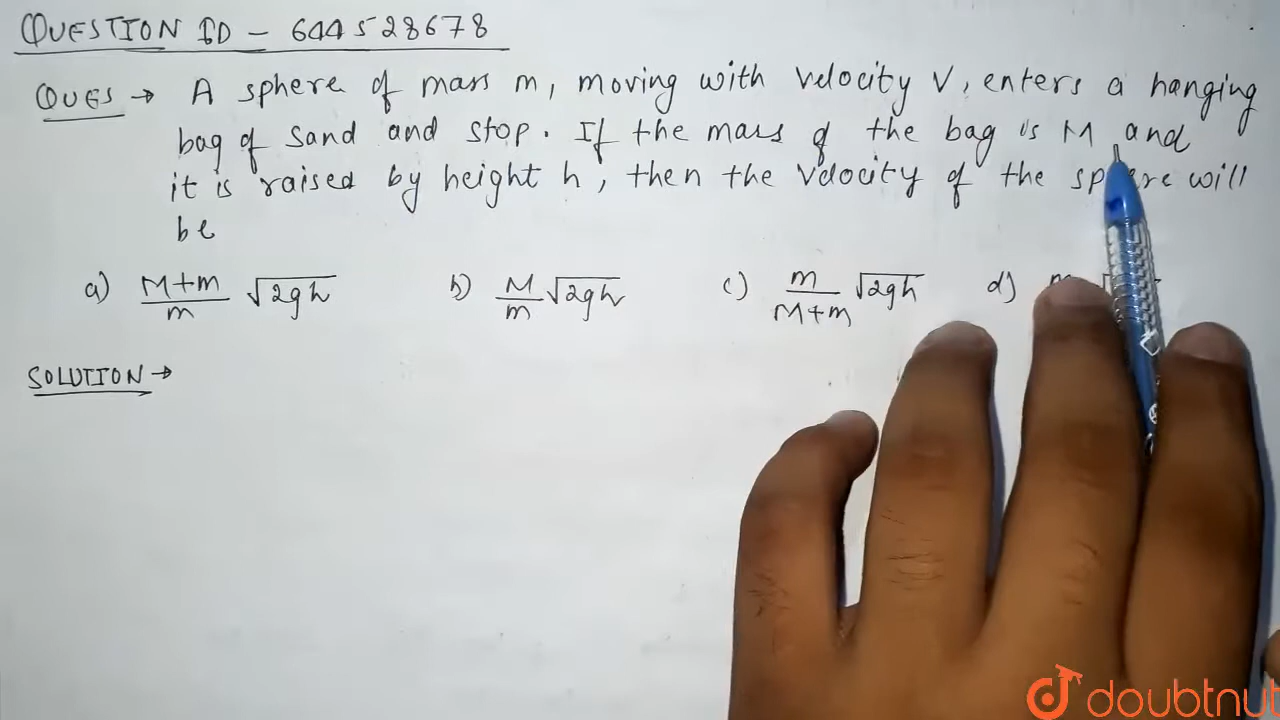 QUESTION ID - 644528678
QUES → A sphere of mass m, moving with velocity V, enters a hanging
bag of sand and stop. If the mass of the bag is M and
it is raised by height h, then the velocity of the sphere will
be
a) M+m/m √2gh b) M/m √2gh c) m/M+m √2gh d)
SOLUTION →
doubtnut